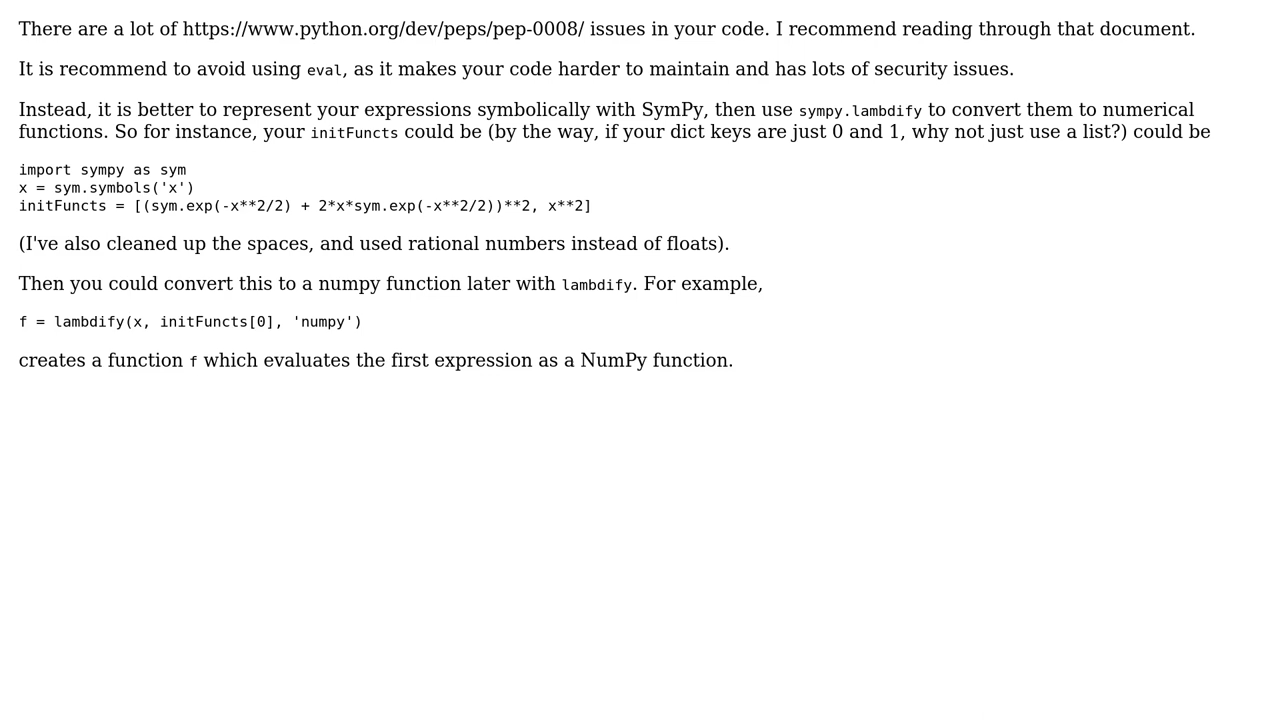 There are a lot of https://www.python.org/dev/peps/pep-0008/ issues in your code. I recommend reading through that document.
It is recommend to avoid using eval, as it makes your code harder to maintain and has lots of security issues.
Instead, it is better to represent your expressions symbolically with SymPy, then use sympy.lambdify to convert them to numerical
functions. So for instance, your initFuncts could be (by the way, if your dict keys are just 0 and 1, why not just use a list?) could be
import sympy as sym
x = sym.symbols('x')
initFuncts = [(sym.exp(-x**2/2) + 2*x*sym.exp(-x**2/2))**2, x**2]
(I've also cleaned up the spaces, and used rational numbers instead of floats).
Then you could convert this to a numpy function later with lambdify. For example,
f = lambdify(x, initFuncts[0], 'numpy')
creates a function f which evaluates the first expression as a NumPy function.